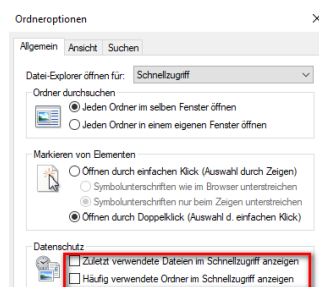 Ordneroptionen
Allgemein Ansicht Suchen
Datei-Explorer öffnen für: Schnellzugriff
Ordner durchsuchen
Jeden Ordner im selben Fenster öffnen
Jeden Ordner in einem eigenen Fenster öffnen
Markieren von Elementen
Öffnen durch einfachen Klick (Auswahl durch Zeigen)
Symbolunterschriften wie im Browser unterstreichen
Symbolunterschriften nur beim Zeigen unterstreichen
Öffnen durch Doppelklick (Auswahl d. einfachen Klick)
Datenschutz
Zuletzt verwendete Dateien im Schnellzugriff anzeigen
Häufig verwendete Ordner im Schnellzugriff anzeigen